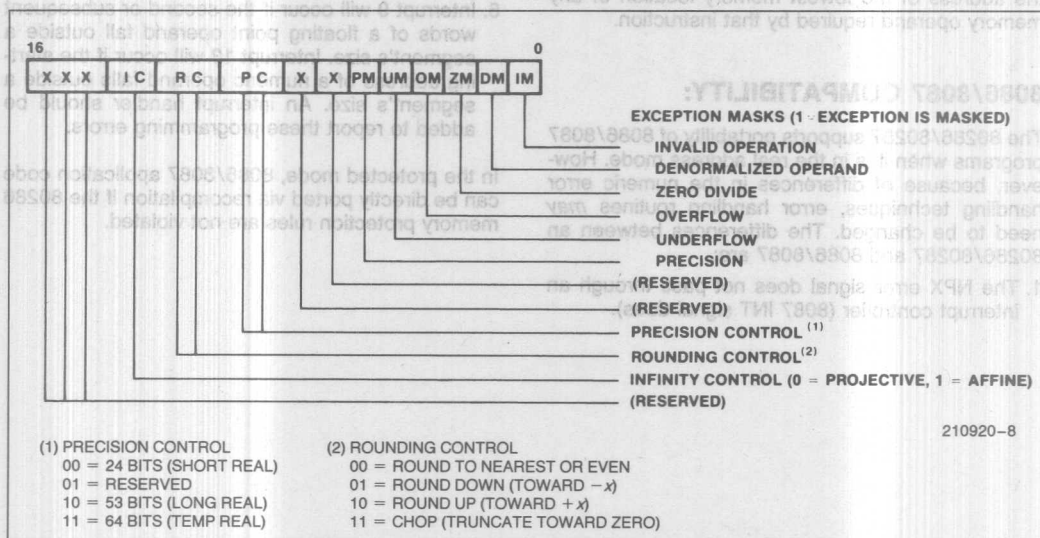 16 0
X X X I C R C P C X X PM UM OM ZM DM IM
EXCEPTION MASKS (1 - EXCEPTION IS MASKED)
INVALID OPERATION
DENORMALIZED OPERAND
ZERO DIVIDE
OVERFLOW
UNDERFLOW
PRECISION
(RESERVED)
(RESERVED)
PRECISION CONTROL (1)
ROUNDING CONTROL(2)
INFINITY CONTROL (0 = PROJECTIVE, 1 = AFFINE)
(RESERVED)
210920–8
(1) PRECISION CONTROL
00 = 24 BITS (SHORT REAL)
01 = RESERVED
10 = 53 BITS (LONG REAL)
11 = 64 BITS (TEMP REAL)
(2) ROUNDING CONTROL
00 = ROUND TO NEAREST OR EVEN
01 = ROUND DOWN (TOWARD −x)
10 = ROUND UP (TOWARD +x)
11 = CHOP (TRUNCATE TOWARD ZERO)